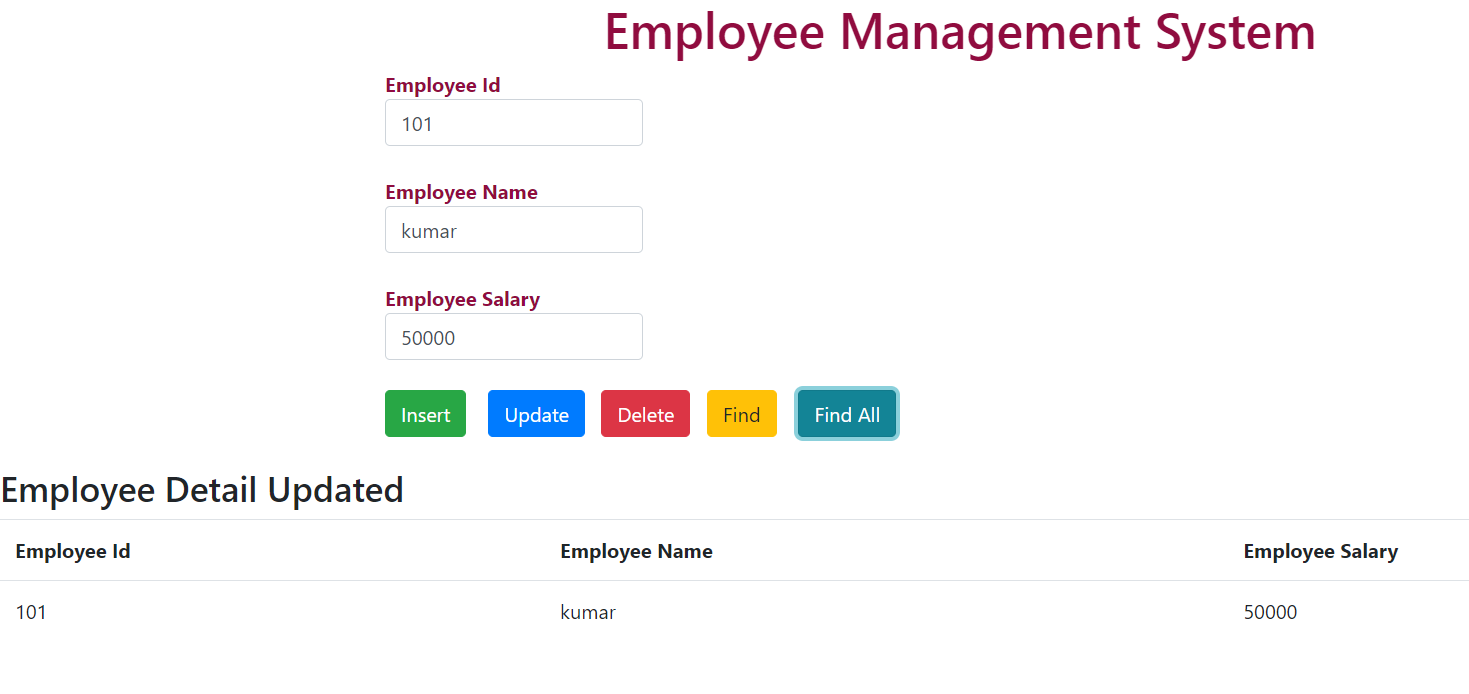 Employee Management System
Employee Id
101
Employee Name
kumar
Employee Salary
50000
Insert Update Delete Find Find All
Employee Detail Updated
Employee Id Employee Name Employee Salary
101 kumar 50000